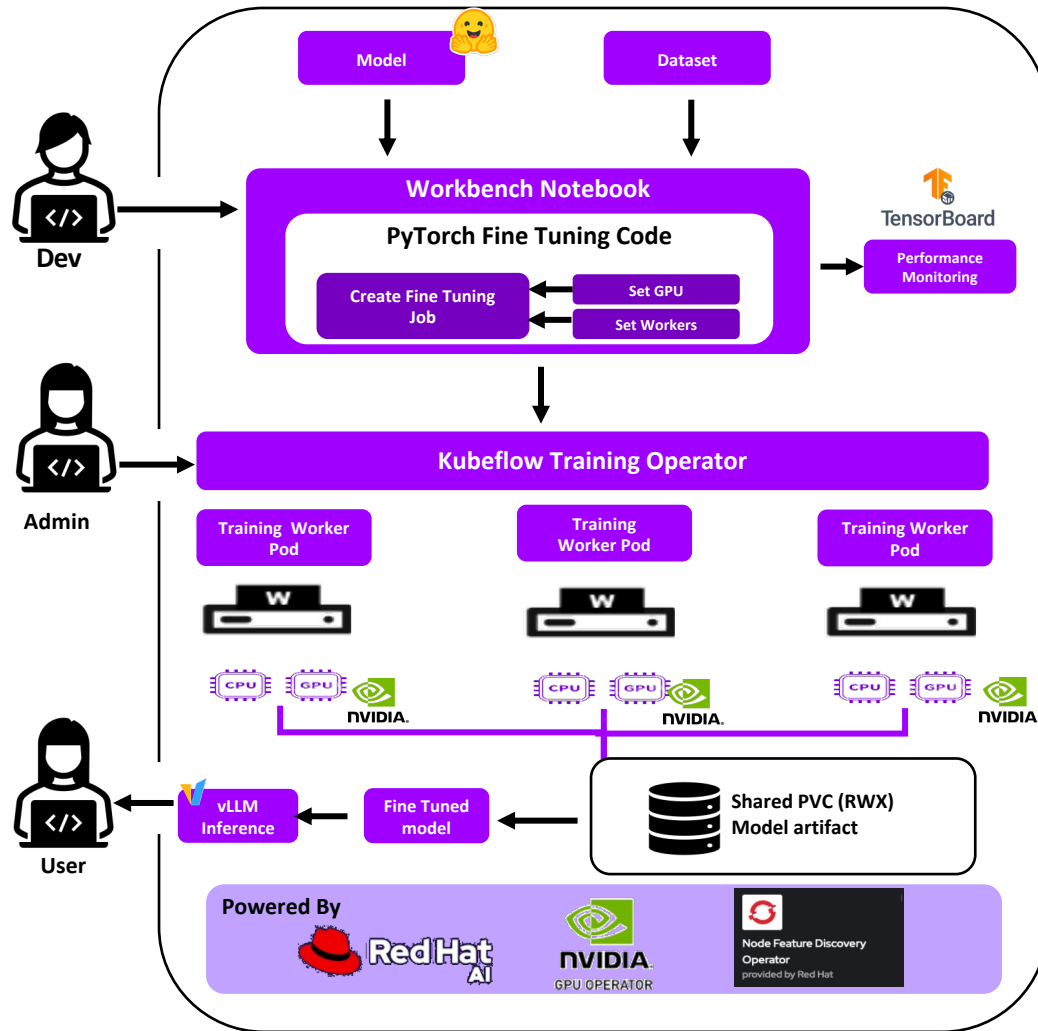 Model
Dataset
Workbench Notebook
PyTorch Fine Tuning Code
Create Fine Tuning
Job
Set GPU
Set Workers
</>
Dev
TensorBoard
Performance
Monitoring
</>
Admin
Kubeflow Training Operator
Training Worker
Pod
Training
Worker Pod
Training Worker
Pod
W
W
W
CPU
GPU
NVIDIA.
CPU
GPU
NVIDIA.
CPU
GPU
NVIDIA.
</>
User
vLLM
Inference
Fine Tuned
model
Shared PVC (RWX)
Model artifact
Powered By
Red Hat
AI
NVIDIA.
GPU OPERATOR
Node Feature Discovery
Operator
provided by Red Hat